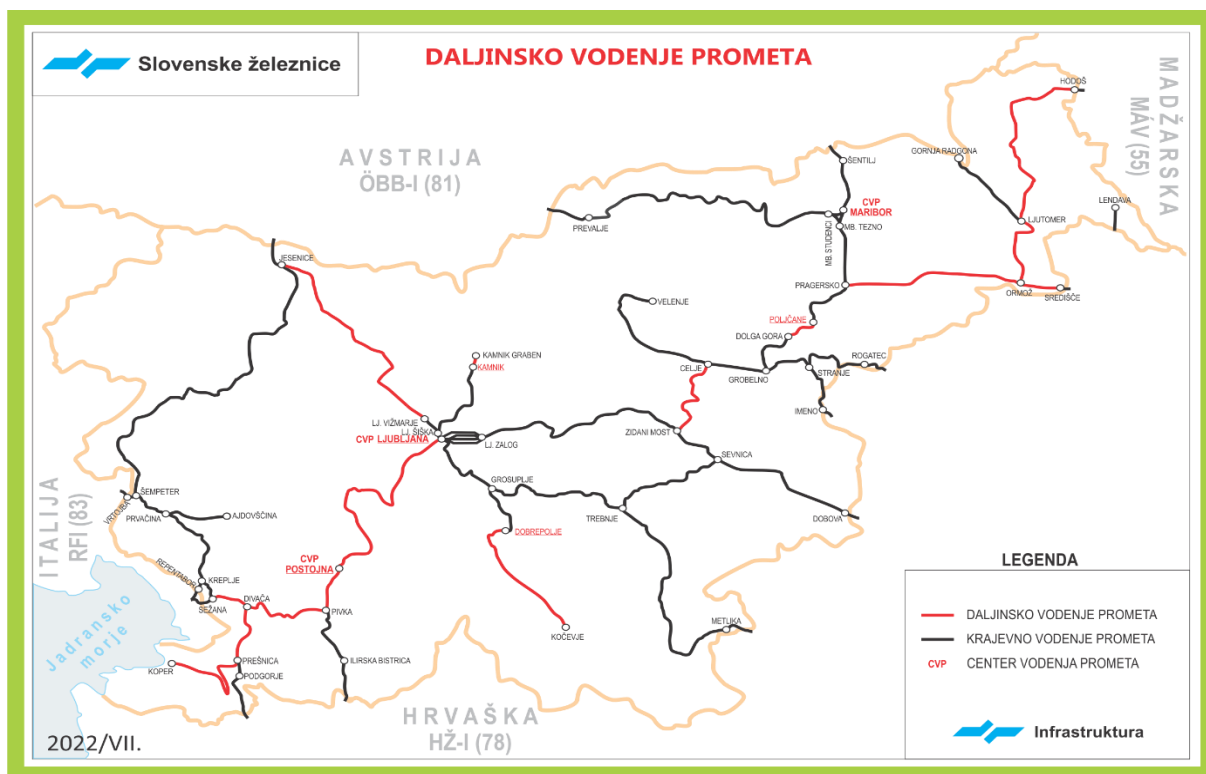 Slovenske železnice
DALJINSKO VODENJE PROMETA
AVSTRIJA
ÖBB-I (81)
MADŽARSKA
MÁV (55)
HODOŠ
GORNJA RADGONA
ŠENTILJ
CVP
MARIBOR
PREVALJE
MB. STUDENCI
MB. TEZNO
LJUTOMER
LENDAVA
JESENICE
PRAGERSKO
ORMOŽ
SREDIŠČE
VELENJE
POLJČANE
DOLGA GORA
KAMNIK GRABEN
KAMNIK
CELJE
GROBELNO
STRANJE
ROGATEC
IMENO
LJ. VIŽMARJE
LJ. ŠIŠKA
CVP LJUBLJANA
LJ. ZALOG
ZIDANI MOST
SEVNICA
GROSUPLJE
TREBNJE
DOBOVA
ITALIJA
RFI (83)
ŠEMPETER
VRTOJBA
PRVAČINA
AJDOVŠČINA
DOBREPOLJE
CVP
POSTOJNA
REPENTABOR
KREPLJE
SEŽANA
DIVAČA
PIVKA
KOČEVJE
METLIKA
Jadransko
morje
KOPER
PREŠNICA
PODGORJE
ILIRSKA BISTRICA
HRVAŠKA
HŽ-I (78)
2022/VII.
LEGENDA
DALJINSKO VODENJE PROMETA
KRAJEVNO VODENJE PROMETA
CVP CENTER VODENJA PROMETA
Infrastruktura